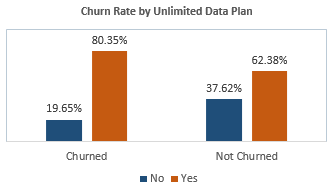 Churn Rate by Unlimited Data Plan
80.35%
62.38%
37.62%
19.65%
Churned Not Churned
No Yes